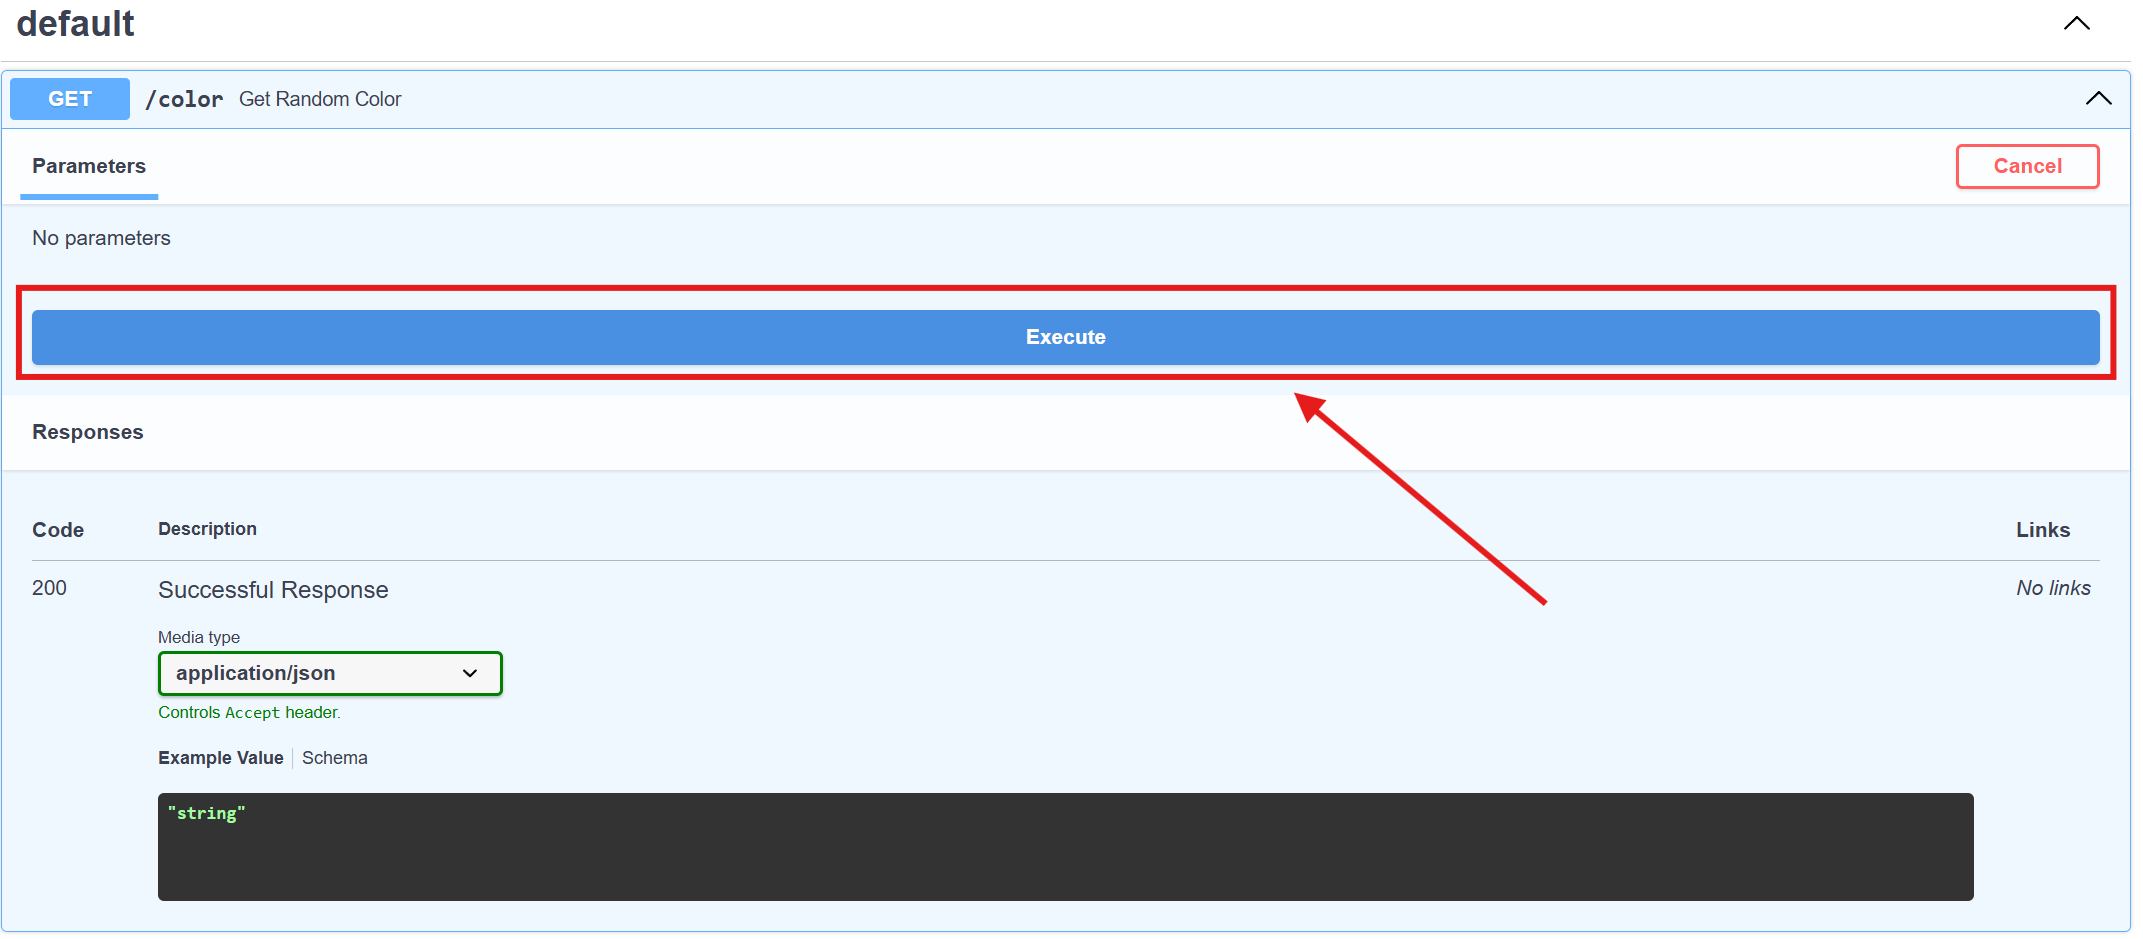 default
GET /color Get Random Color
Parameters Cancel
No parameters
Execute
Responses
Code Description Links
200 Successful Response No links
Media type
application/json
Controls Accept header.
Example Value Schema
"string"